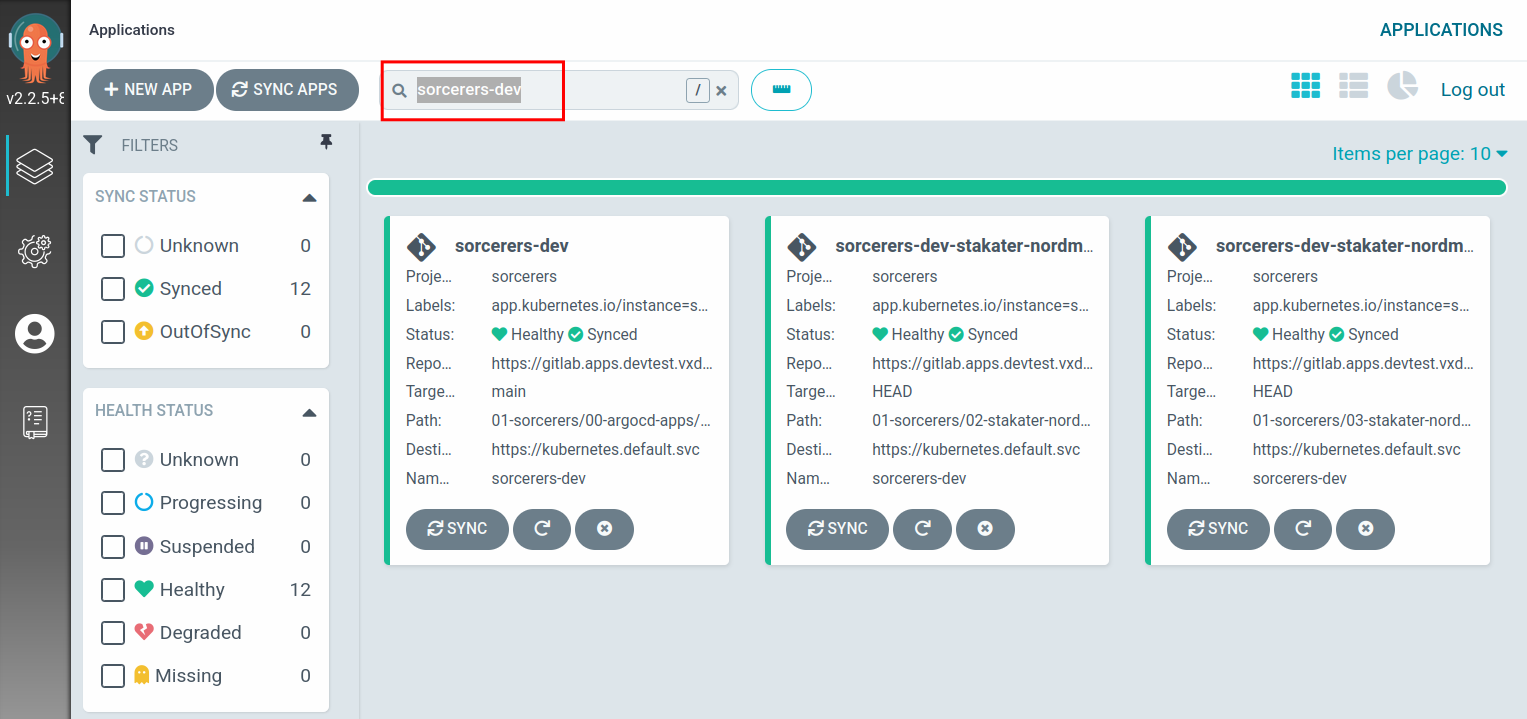 Applications
APPLICATIONS
v2.2.5+8
NEW APP
SYNC APPS
sorcerers-dev
/
Log out
FILTERS
Items per page: 10
SYNC STATUS
Unknown 0
Synced 12
OutOfSync 0
HEALTH STATUS
Unknown 0
Progressing 0
Suspended 0
Healthy 12
Degraded 0
Missing 0
sorcerers-dev
Proje... sorcerers
Labels: app.kubernetes.io/instance=s...
Status: Healthy Synced
Repo... https://gitlab.apps.devtest.vxd...
Targe... main
Path: 01-sorcerers/00-argocd-apps/...
Desti... https://kubernetes.default.svc
Nam... sorcerers-dev
SYNC
sorcerers-dev-stakater-nordm...
Proje... sorcerers
Labels: app.kubernetes.io/instance=s...
Status: Healthy Synced
Repo... https://gitlab.apps.devtest.vxd...
Targe... HEAD
Path: 01-sorcerers/02-stakater-nord...
Desti... https://kubernetes.default.svc
Nam... sorcerers-dev
SYNC
sorcerers-dev-stakater-nordm...
Proje... sorcerers
Labels: app.kubernetes.io/instance=s...
Status: Healthy Synced
Repo... https://gitlab.apps.devtest.vxd...
Targe... HEAD
Path: 01-sorcerers/03-stakater-nord...
Desti... https://kubernetes.default.svc
Nam... sorcerers-dev
SYNC